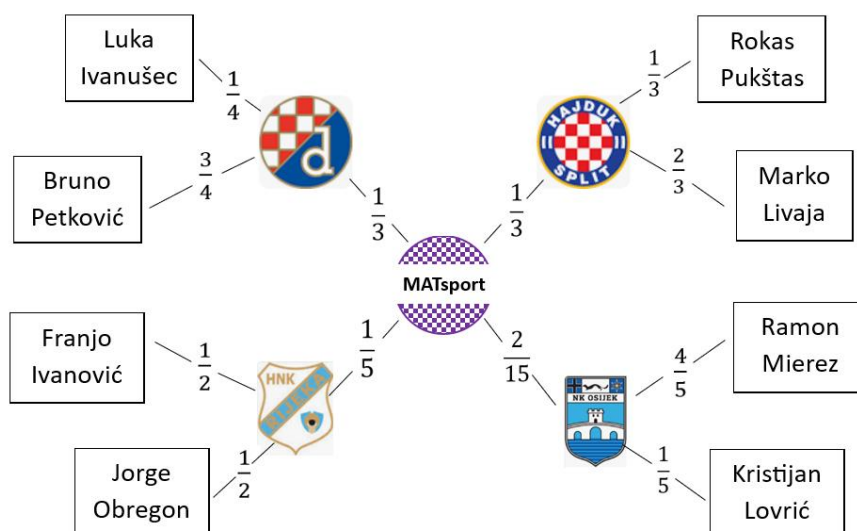 Luka
Ivanušec
1/4
Rokas
Pukštas
1/3
HAJDUK
SPLIT
d
Bruno
Petković
3/4
2/3
Marko
Livaja
1/3
1/3
MATsport
Franjo
Ivanović
1/2
1/5
2/15
Ramon
Mierez
4/5
HNK
RIJEKA
NK OSIJEK
Jorge
Obregon
1/2
1/5
Kristijan
Lovrić